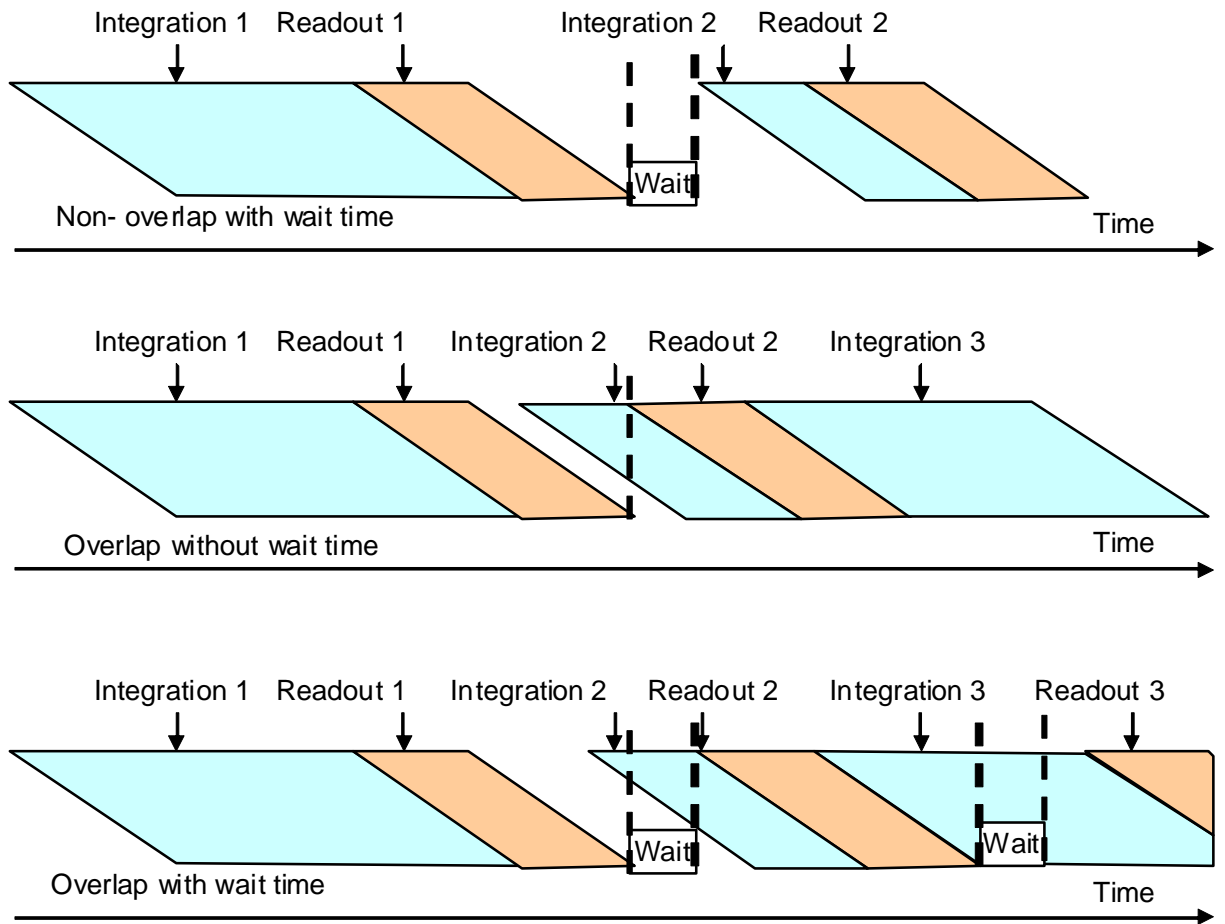 Integration 1 Readout 1 Integration 2 Readout 2
Wait
Non- overlap with wait time
Time
Integration 1 Readout 1 Integration 2 Readout 2 Integration 3
Overlap without wait time
Time
Integration 1 Readout 1 Integration 2 Readout 2 Integration 3 Readout 3
Wait Wait
Overlap with wait time
Time